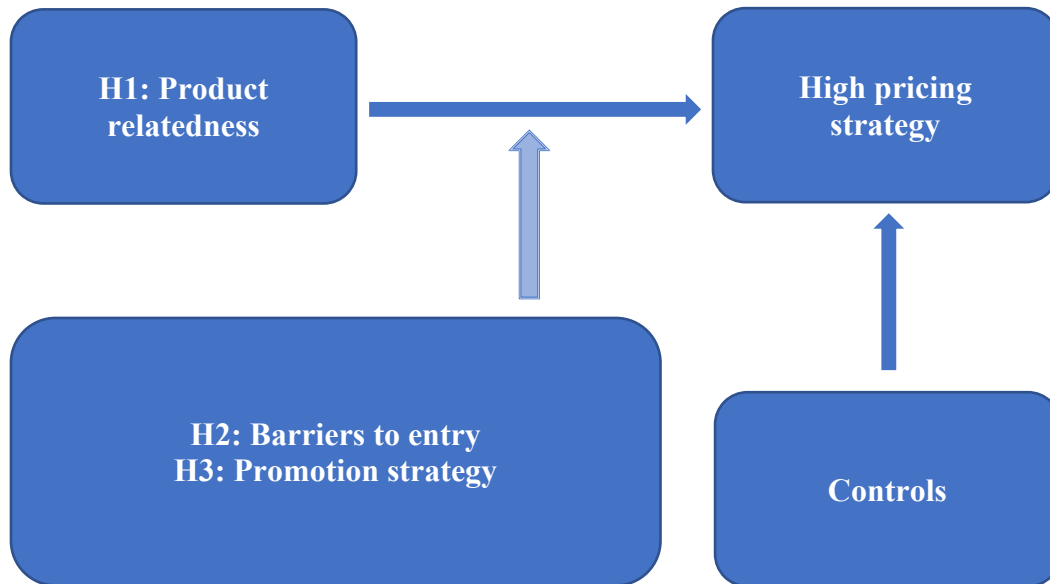 H1: Product
relatedness
High pricing
strategy
H2: Barriers to entry
H3: Promotion strategy
Controls